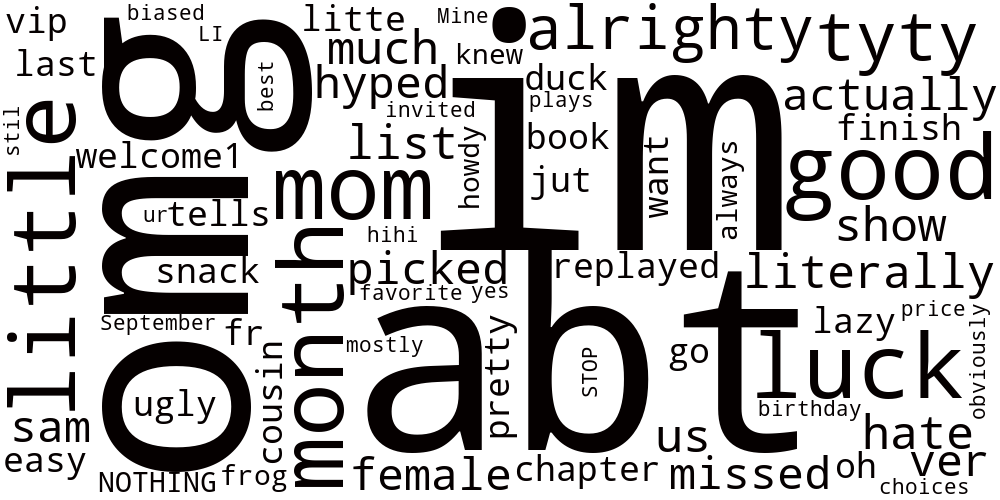 vip
biased
LI
litte
Mine
alrighty
tyty
last
omg
best
much
knew
im
hyped
duck
actually
invited
plays
finish
stil
little
welcome1
list
howdy
book
want
always
good
ur
tells
mom
jut
show
hihi
snack
month
picked
replayed
literally
favorite
yes
abt
September
fr
mostly
pretty
STOP
go
lazy
price
luck
obviously
ugly
cousin
birthday
sam
us
hate
easy
NOTHING
frog
female
chapter
missed
oh
ver
choices